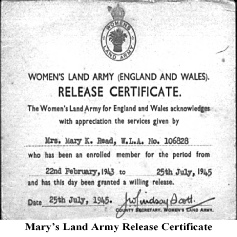 WOMEN'S LAND ARMY (ENGLAND AND WALES).
RELEASE CERTIFICATE.
The Women's Land Army for England and Wales acknowledges
with appreciation the services given by
Mrs. Mary K. Read, W.L.A. No. 106828
who has been an enrolled member for the period from
22nd February, 1943 to 25th July, 1945
and has this day been granted a willing release.
Date 25th July, 1945.
COUNTY SECRETARY, WOMEN'S LAND ARMY.
Mary's Land Army Release Certificate